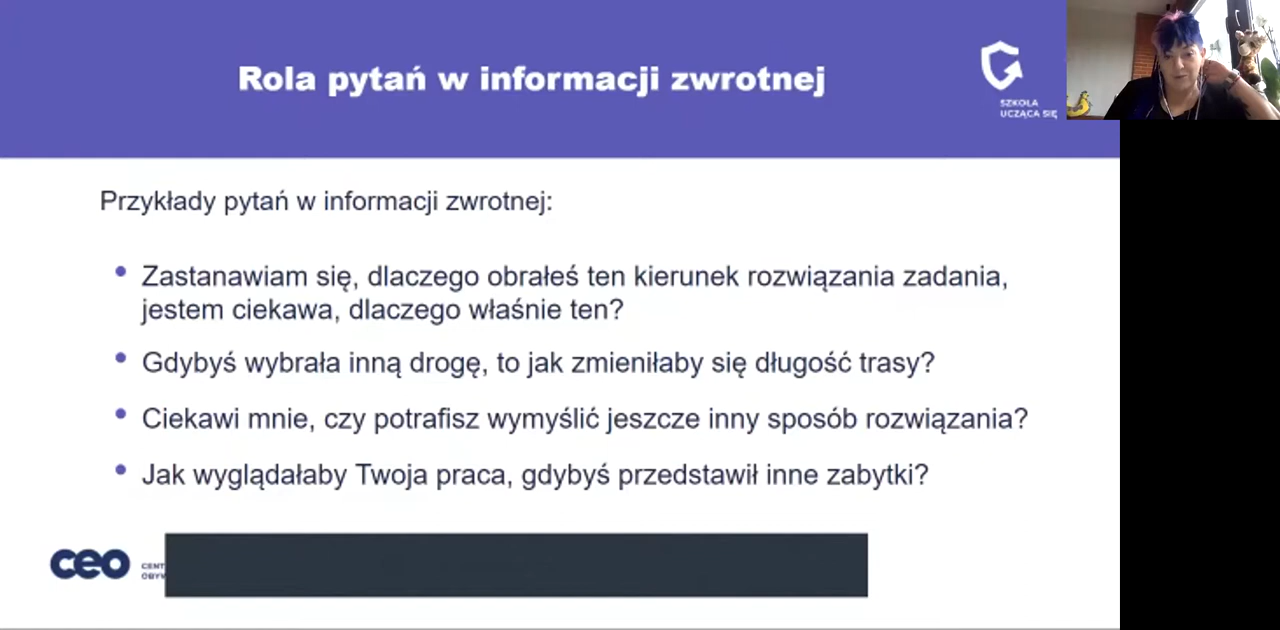 Rola pytań w informacji zwrotnej
SZKOŁA
UCZĄCA SIĘ
Przykłady pytań w informacji zwrotnej:
Zastanawiam się, dlaczego obrałeś ten kierunek rozwiązania zadania,
jestem ciekawa, dlaczego właśnie ten?
Gdybyś wybrała inną drogę, to jak zmieniłaby się długość trasy?
Ciekawi mnie, czy potrafisz wymyślić jeszcze inny sposób rozwiązania?
Jak wyglądałaby Twoja praca, gdybyś przedstawił inne zabytki?
ceo